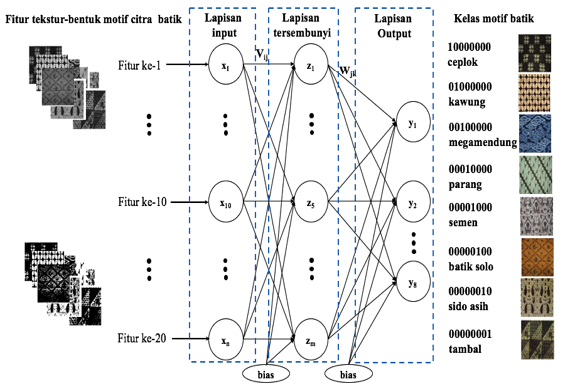 Fitur tekstur-bentuk motif citra batik
Lapisan
input
Lapisan
tersembunyi
Lapisan
Output
Kelas motif batik
Fitur ke-1
x1
Vij
z1
Wjk
y1
Fitur ke-10
x10
z5
y2
y8
Fitur ke-20
xn
zm
bias
bias
10000000
ceplok
01000000
kawung
00100000
megamendung
00010000
parang
00001000
semen
00000100
batik solo
00000010
sido asih
00000001
tambal